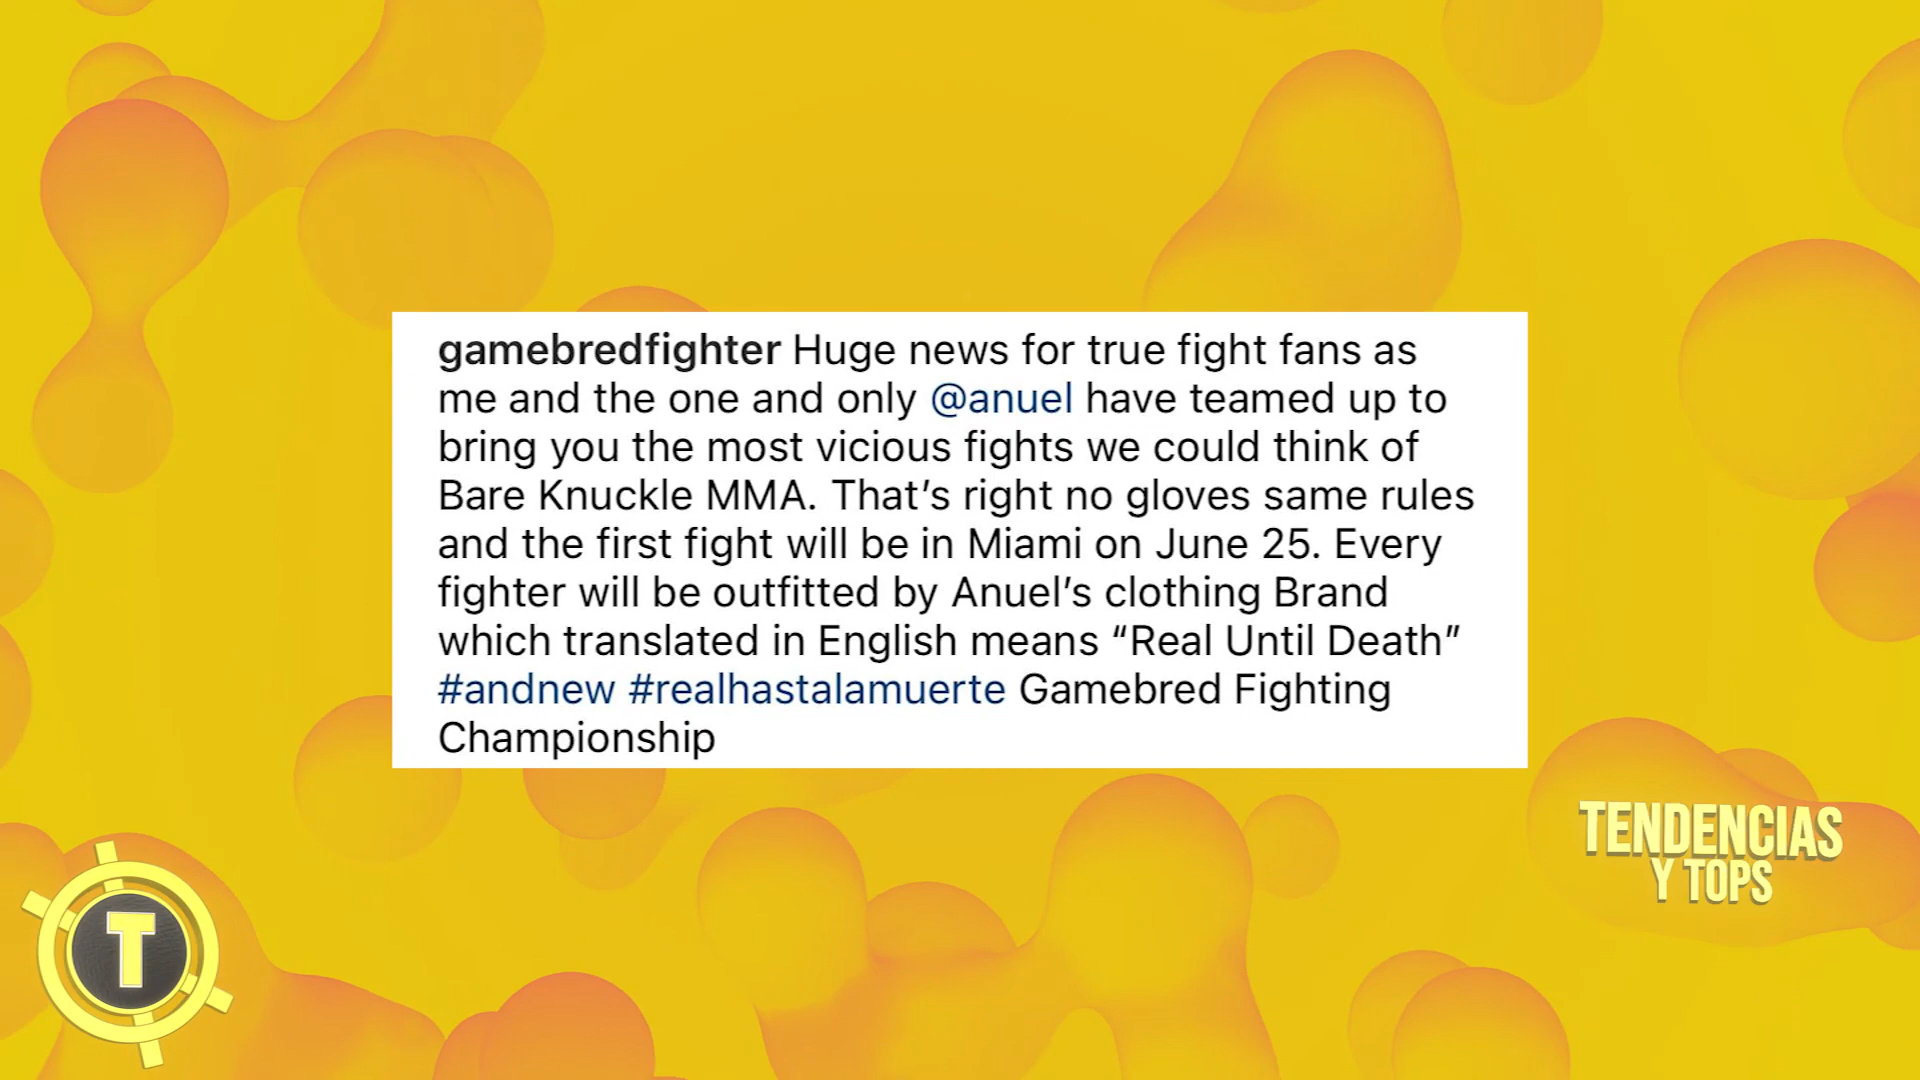 gamebredfighter Huge news for true fight fans as
me and the one and only @anuel have teamed up to
bring you the most vicious fights we could think of
Bare Knuckle MMA. That’s right no gloves same rules
and the first fight will be in Miami on June 25. Every
fighter will be outfitted by Anuel’s clothing Brand
which translated in English means “Real Until Death”
#andnew #realhastalamuerte Gamebred Fighting
Championship
TENDENCIAS
Y TOPS
T